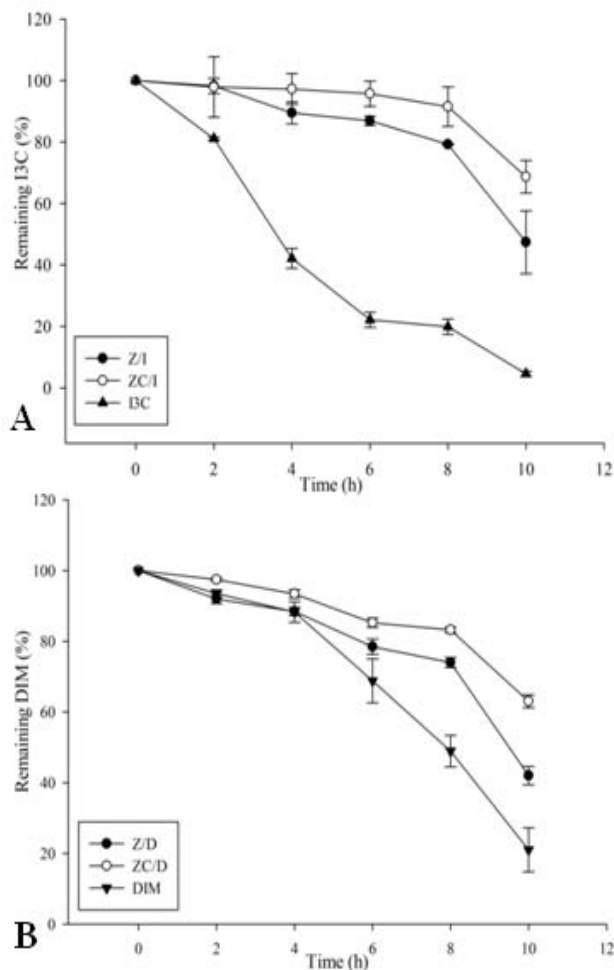 120
100
80
60
40
20
0
Remaining I3C (%)
Z/I
ZC/I
I3C
A
0 2 4 6 8 10 12
Time (h)
120
100
80
60
40
20
0
Remaining DIM (%)
Z/D
ZC/D
DIM
B
0 2 4 6 8 10 12
Time (h)